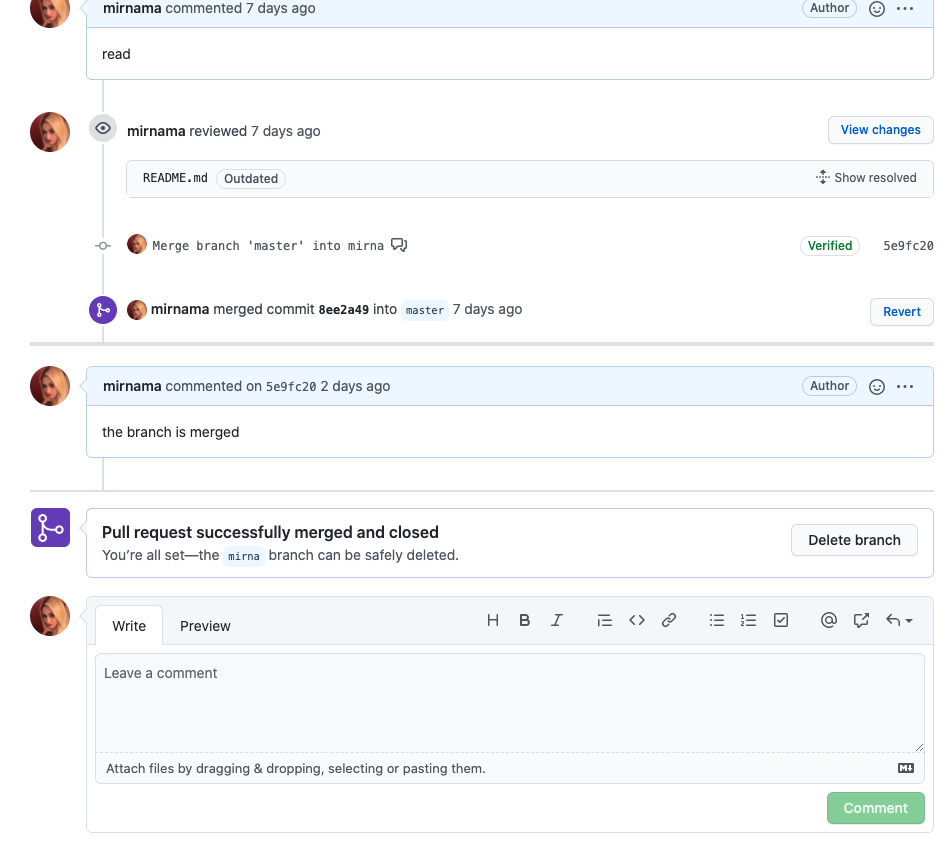 mirnama commented 7 days ago Author
read
mirnama reviewed 7 days ago View changes
README.md Outdated Show resolved
Merge branch 'master' into mirna Verified 5e9fc20
mirnama merged commit 8ee2a49 into master 7 days ago Revert
mirnama commented on 5e9fc20 2 days ago Author
the branch is merged
Pull request successfully merged and closed
You’re all set—the mirna branch can be safely deleted.
Delete branch
Write Preview
Leave a comment
Attach files by dragging & dropping, selecting or pasting them.
Comment